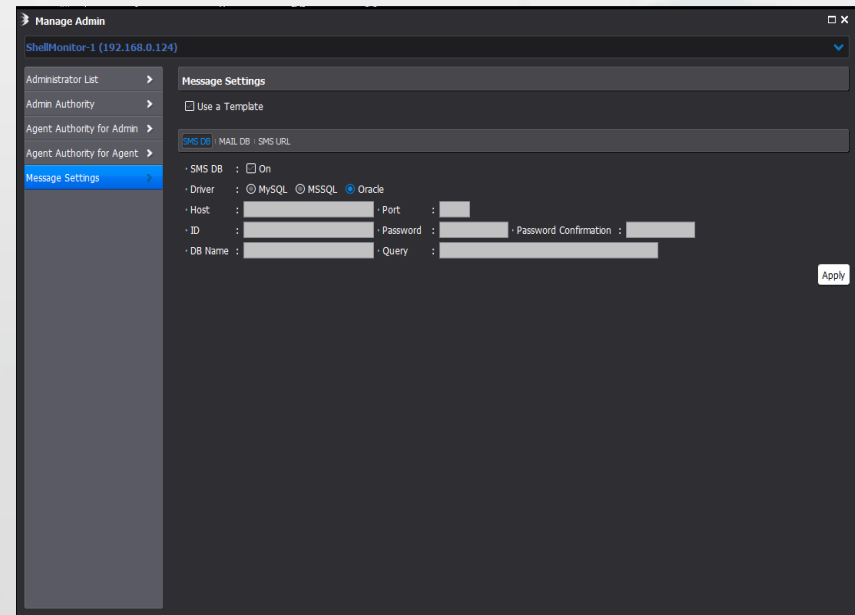 Manage Admin
ShellMonitor-1 (192.168.0.124)
Administrator List
Admin Authority
Agent Authority for Admin
Agent Authority for Agent
Message Settings
Message Settings
Use a Template
SMS DB MAIL DB SMS URL
· SMS DB : On
· Driver : MySQL MSSQL Oracle
· Host : · Port :
· ID : · Password : · Password Confirmation :
· DB Name : · Query :
Apply